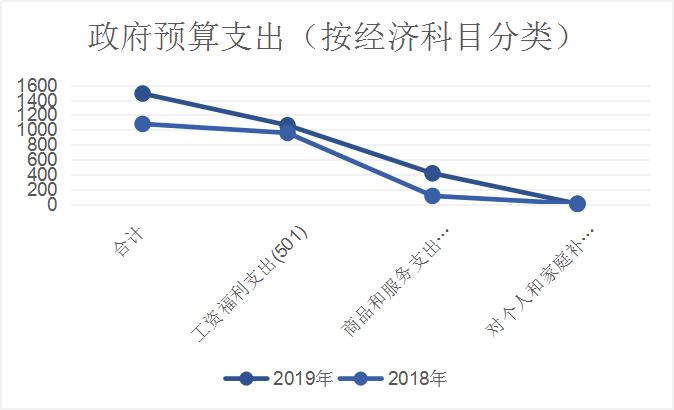 政府预算支出（按经济科目分类）
1600
1400
1200
1000
800
600
400
200
0
合计
工资福利支出(501)
商品和服务支出…
对个人和家庭补…
2019年
2018年